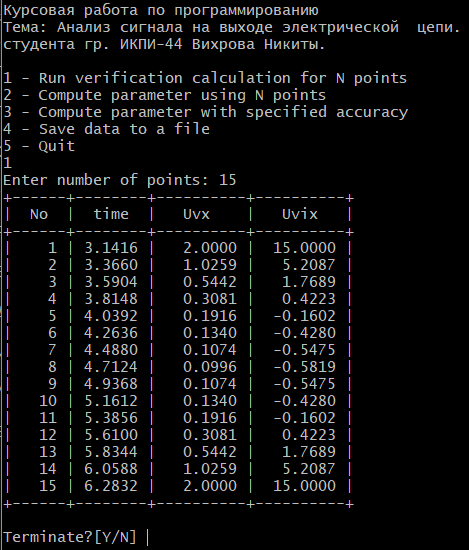 Курсовая работа по программированию
Тема: Анализ сигнала на выходе электрической  цепи.
студента гр. ИКПИ-44 Вихрова Никиты.
1 - Run verification calculation for N points
2 - Compute parameter using N points
3 - Compute parameter with specified accuracy
4 - Save data to a file
5 - Quit
1
Enter number of points: 15
+------+--------+----------+----------+
|  No  |  time  |   Uvx    |   Uvix   |
+------+--------+----------+----------+
|    1 | 3.1416 |   2.0000 |  15.0000 |
|    2 | 3.3660 |   1.0259 |   5.2087 |
|    3 | 3.5904 |   0.5442 |   1.7689 |
|    4 | 3.8148 |   0.3081 |   0.4223 |
|    5 | 4.0392 |   0.1916 |  -0.1602 |
|    6 | 4.2636 |   0.1340 |  -0.4280 |
|    7 | 4.4880 |   0.1074 |  -0.5475 |
|    8 | 4.7124 |   0.0996 |  -0.5819 |
|    9 | 4.9368 |   0.1074 |  -0.5475 |
|   10 | 5.1612 |   0.1340 |  -0.4280 |
|   11 | 5.3856 |   0.1916 |  -0.1602 |
|   12 | 5.6100 |   0.3081 |   0.4223 |
|   13 | 5.8344 |   0.5442 |   1.7689 |
|   14 | 6.0588 |   1.0259 |   5.2087 |
|   15 | 6.2832 |   2.0000 |  15.0000 |
+------+--------+----------+----------+
Terminate?[Y/N]